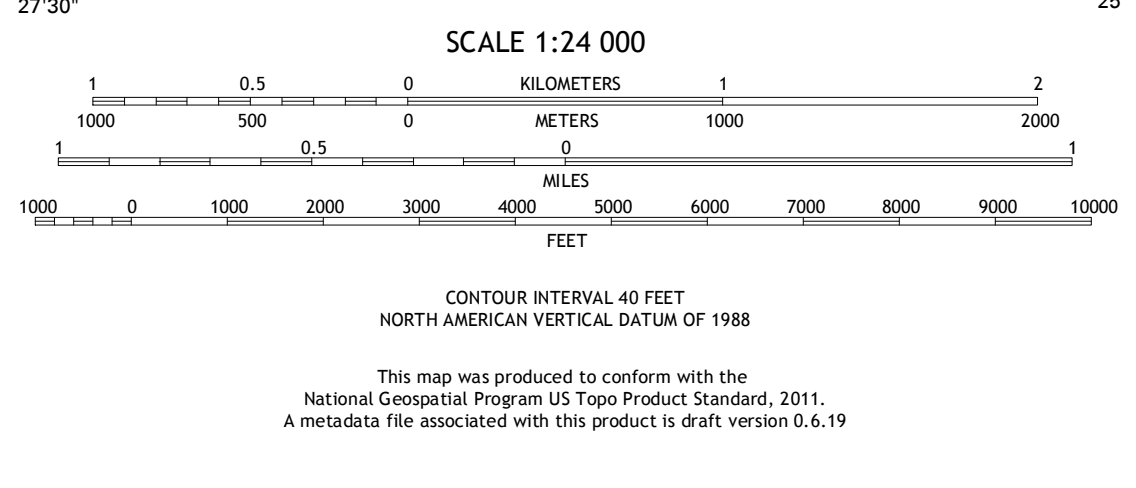 27'30" 25
SCALE 1:24 000
1 0.5 0 KILOMETERS 1 2
1000 500 0 METERS 1000 2000
1 0.5 0 1
MILES
1000 0 1000 2000 3000 4000 5000 6000 7000 8000 9000 10000
FEET
CONTOUR INTERVAL 40 FEET
NORTH AMERICAN VERTICAL DATUM OF 1988
This map was produced to conform with the
National Geospatial Program US Topo Product Standard, 2011.
A metadata file associated with this product is draft version 0.6.19